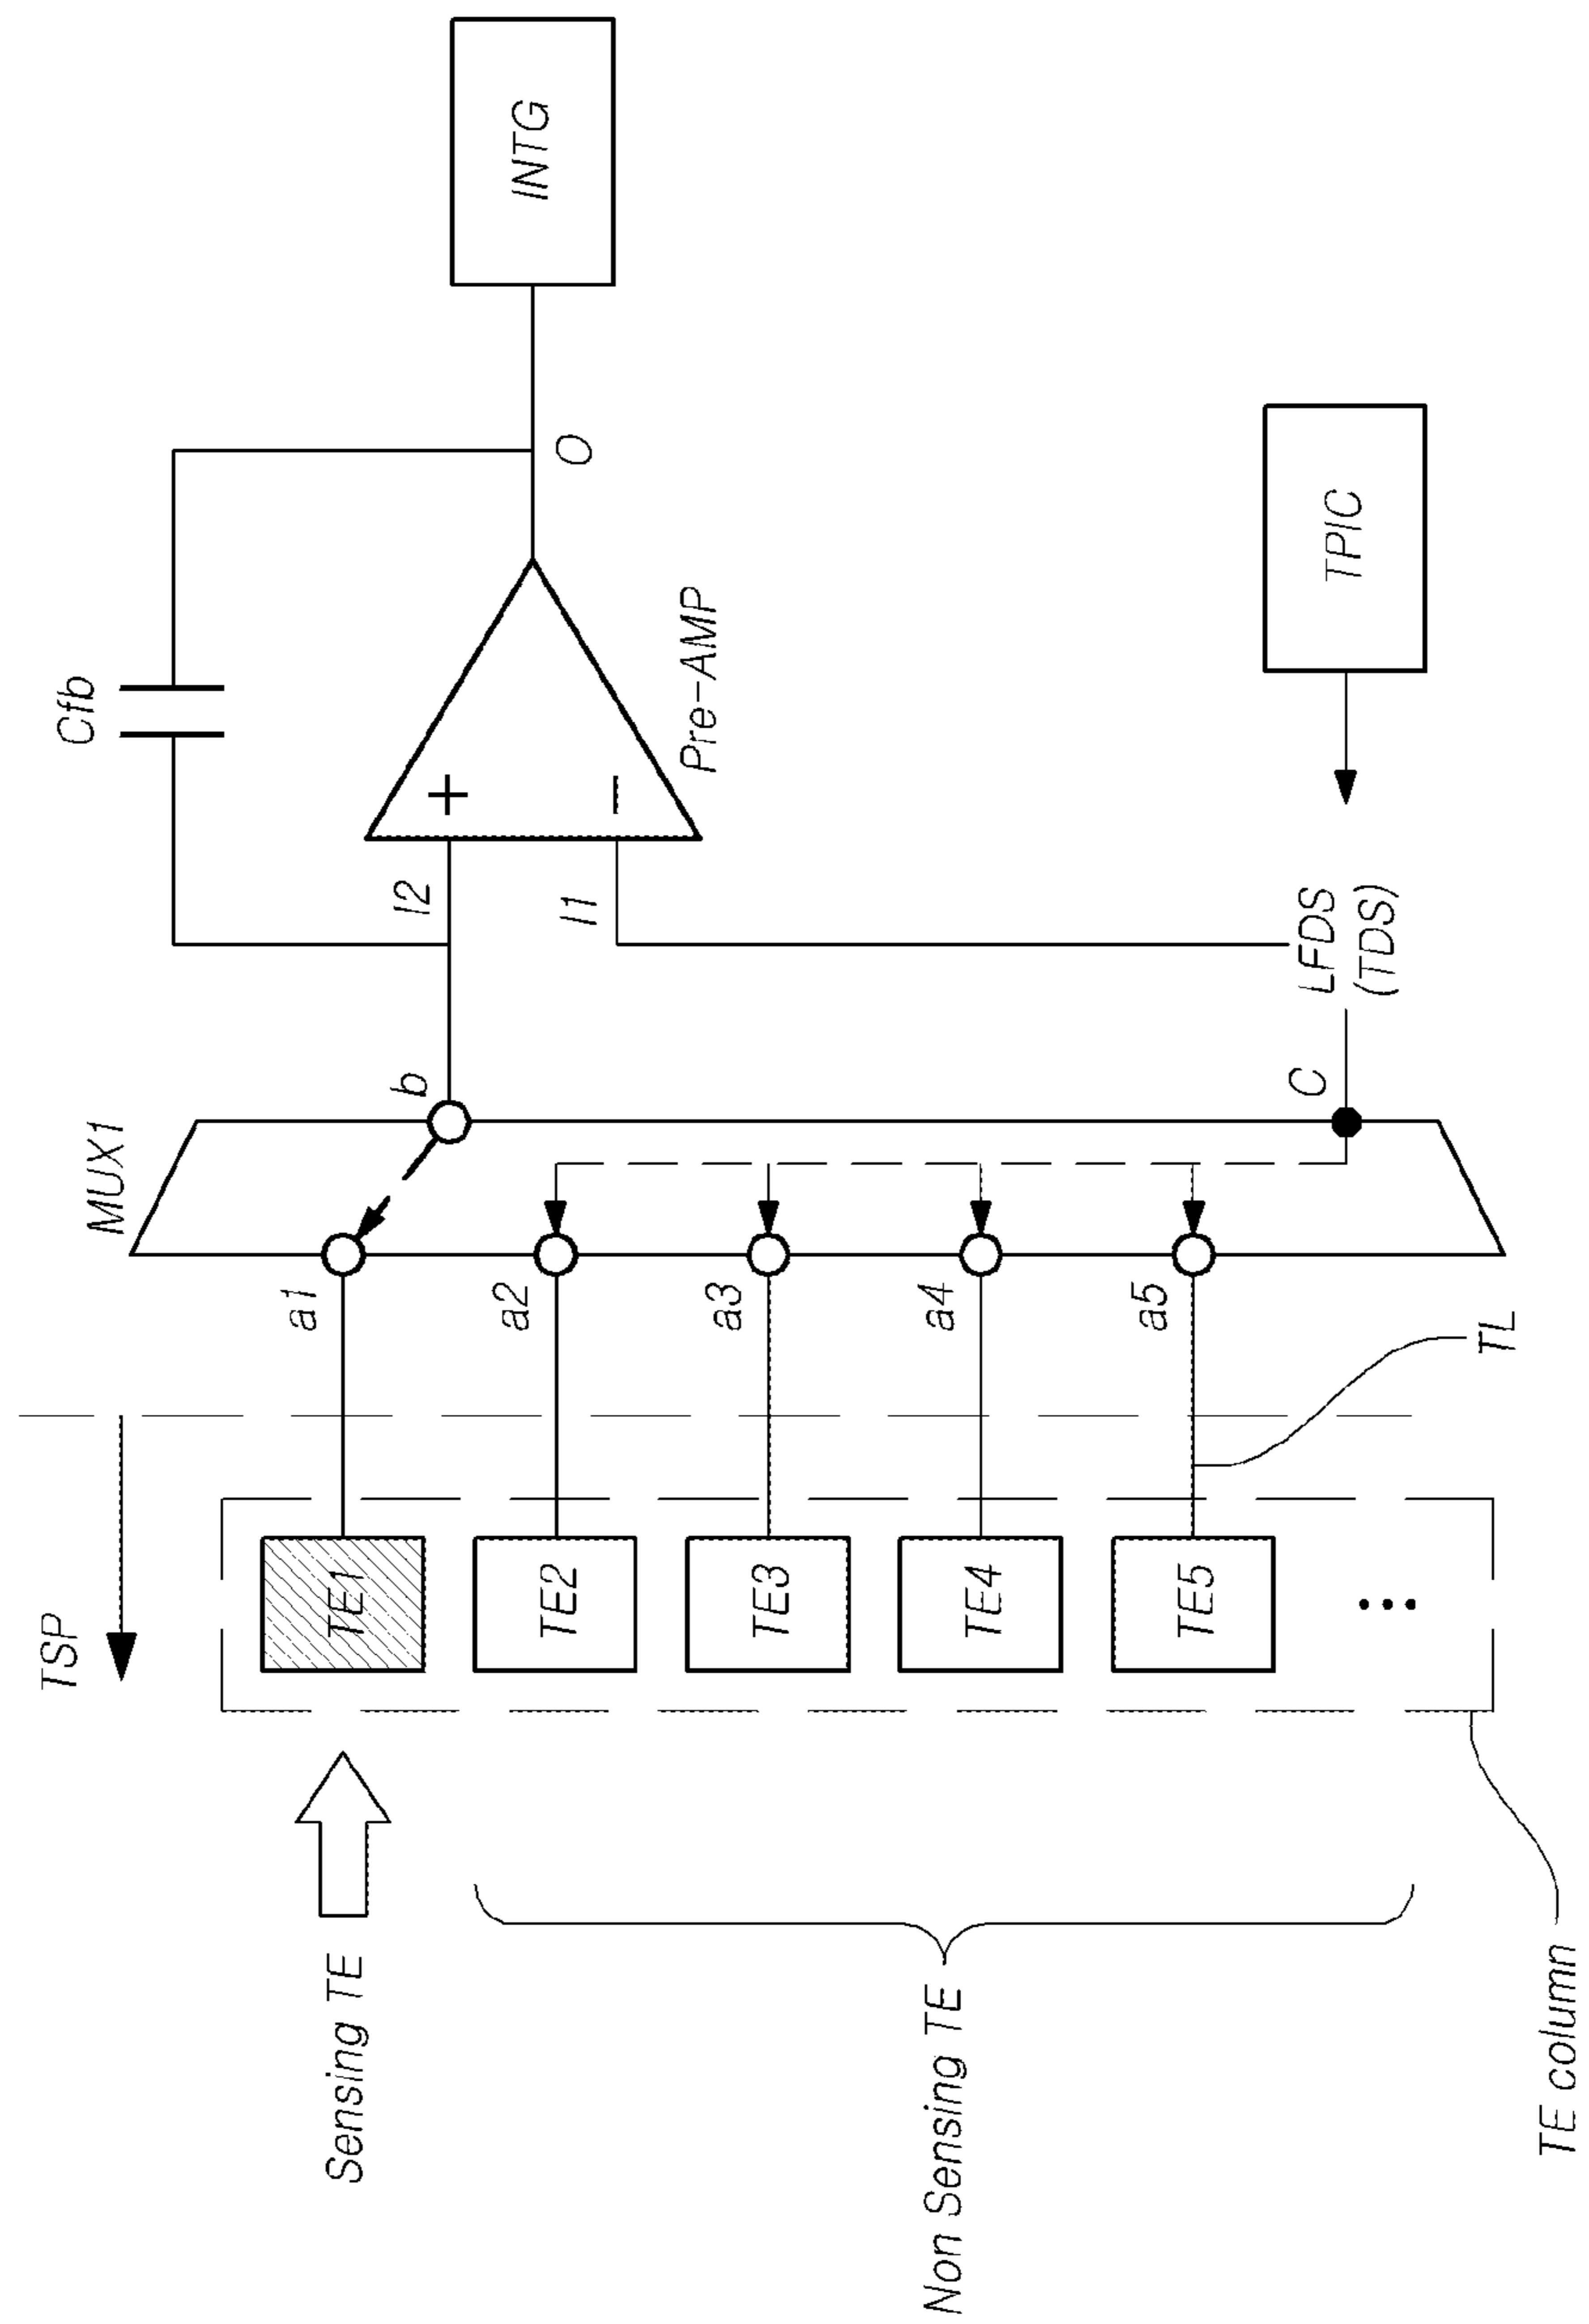 Sensing TE
Non Sensing TE
TE column
TSP
TE1
TE2
TE3
TE4
TE5
TL
a1
a2
a3
a4
a5
MUX1
b
C
I2
I1
LFDS
(TDS)
Cfb
+
−
Pre-AMP
O
TPIC
INTG